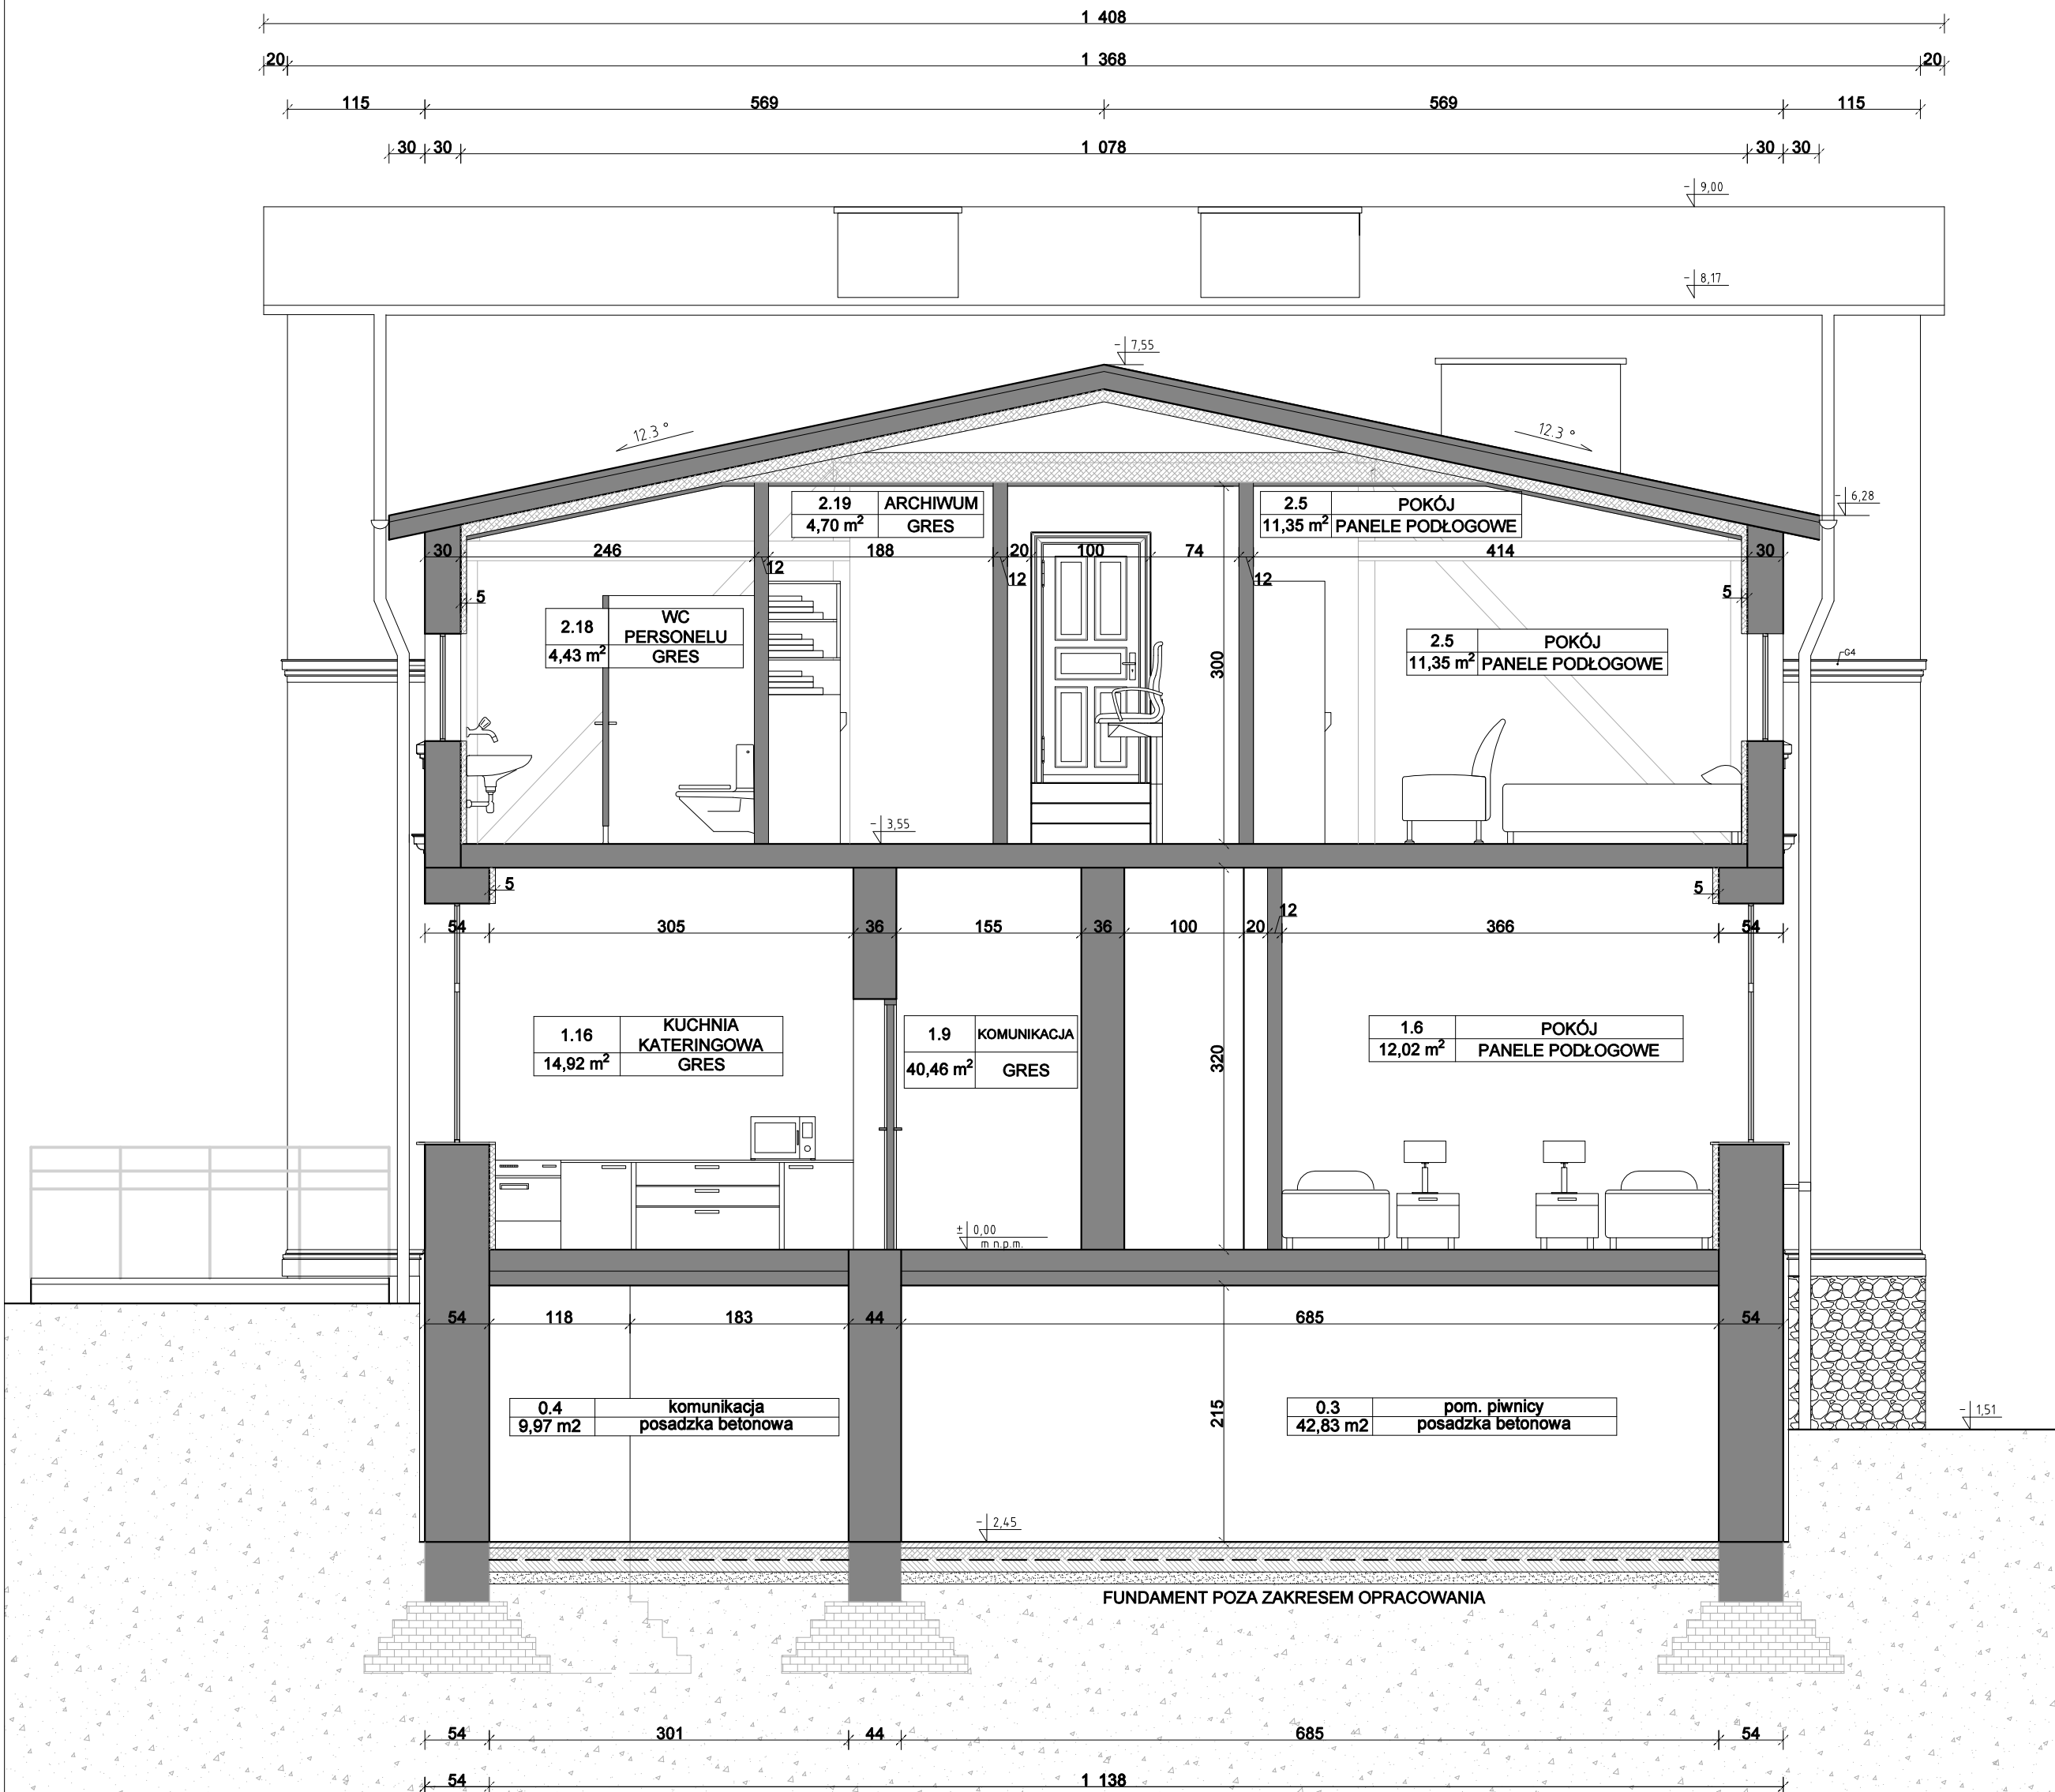 1 408
20 1 368 20
115 569 569 115
30 30 1 078 30 30
- 9,00
- 8,17
- 7,55
12.3 ° 12.3 °
- 6,28
2.19 ARCHIWUM
4,70 m² GRES
2.5 POKÓJ
11,35 m² PANELE PODŁOGOWE
30 246 188 20 100 74 414 30
12 12 12
5 5
2.18 WC
PERSONELU
4,43 m² GRES
2.5 POKÓJ
11,35 m² PANELE PODŁOGOWE
300
G4
- 3,55
5 5
12
54 305 36 155 36 100 20 366 54
1.16 KUCHNIA
KATERINGOWA
14,92 m² GRES
1.9 KOMUNIKACJA
40,46 m² GRES
1.6 POKÓJ
12,02 m² PANELE PODŁOGOWE
320
± 0,00
m n.p.m.
54 118 183 44 685 54
0.4 komunikacja
9,97 m2 posadzka betonowa
0.3 pom. piwnicy
42,83 m2 posadzka betonowa
215
- 1,51
- 2,45
FUNDAMENT POZA ZAKRESEM OPRACOWANIA
54 301 44 685 54
54 1 138